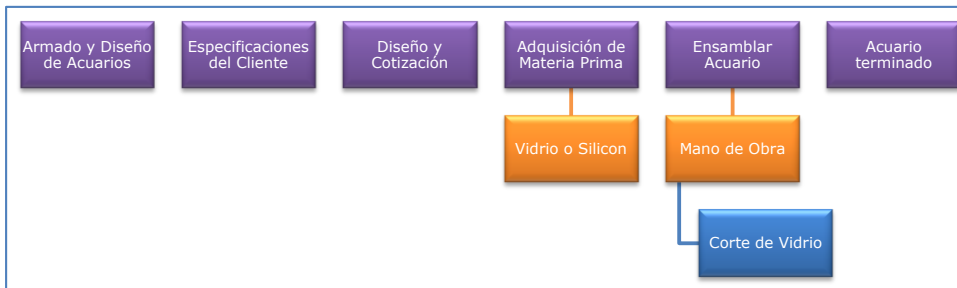 Armado y Diseño
de Acuarios
Especificaciones
del Cliente
Diseño y
Cotización
Adquisición de
Materia Prima
Ensamblar
Acuario
Acuario
terminado
Vidrio o Silicon
Mano de Obra
Corte de Vidrio